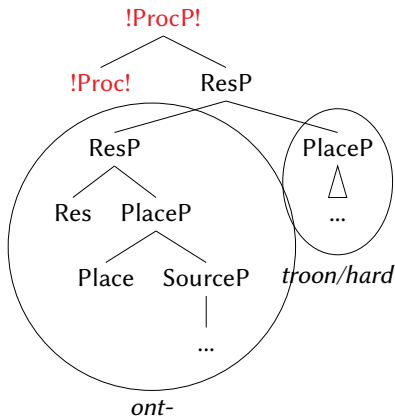 !ProcP!
!Proc! ResP
ResP PlaceP
Res PlaceP ...
Place SourceP troon/hard
...
ont-